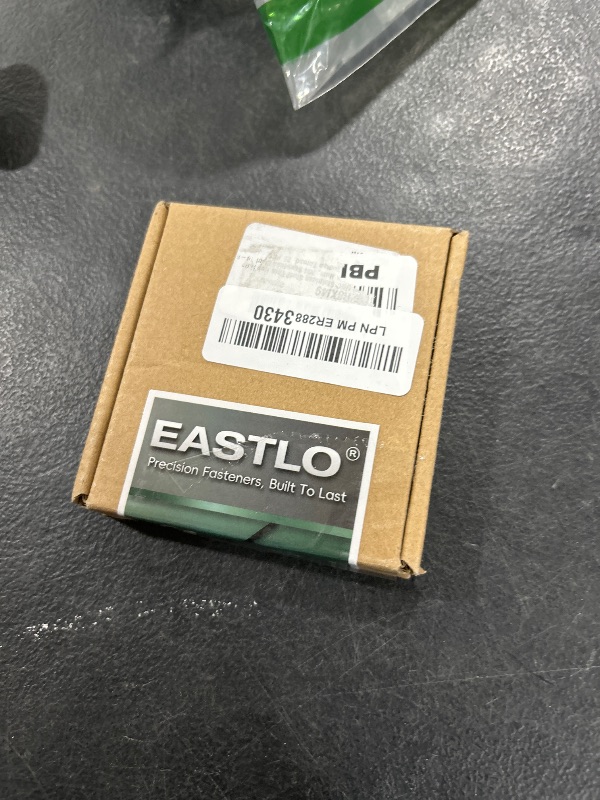 PBI
LPN PM ER2883430
EASTLO®
Precision Fasteners, Built To Last